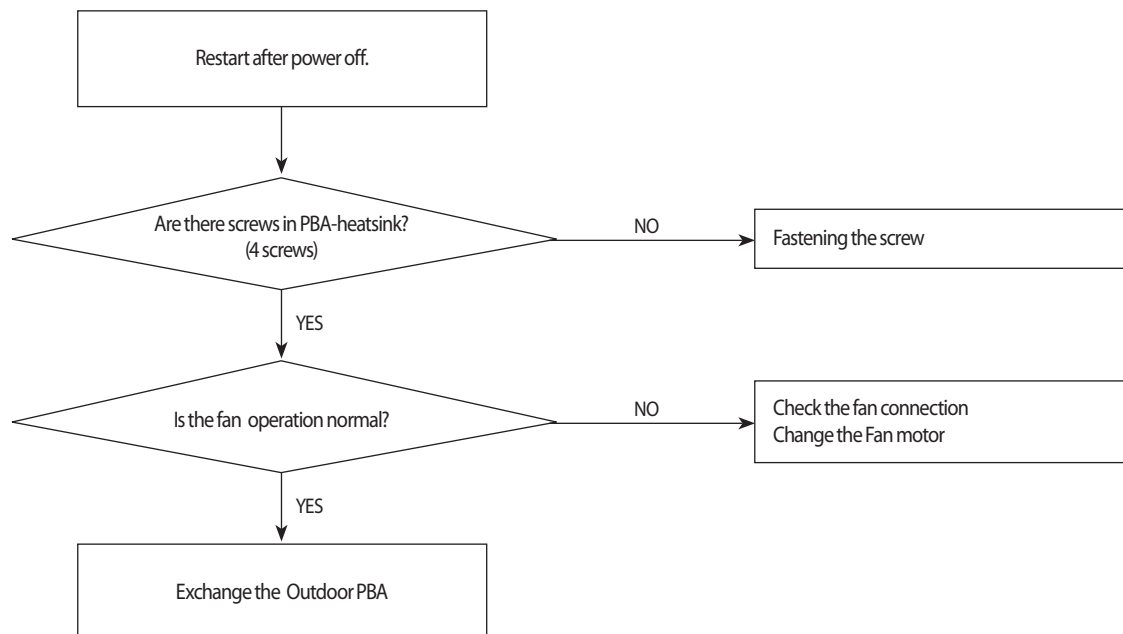 Restart after power off.
Are there screws in PBA-heatsink?
(4 screws)
NO
Fastening the screw
YES
Is the fan operation normal?
NO
Check the fan connection
Change the Fan motor
YES
Exchange the Outdoor PBA